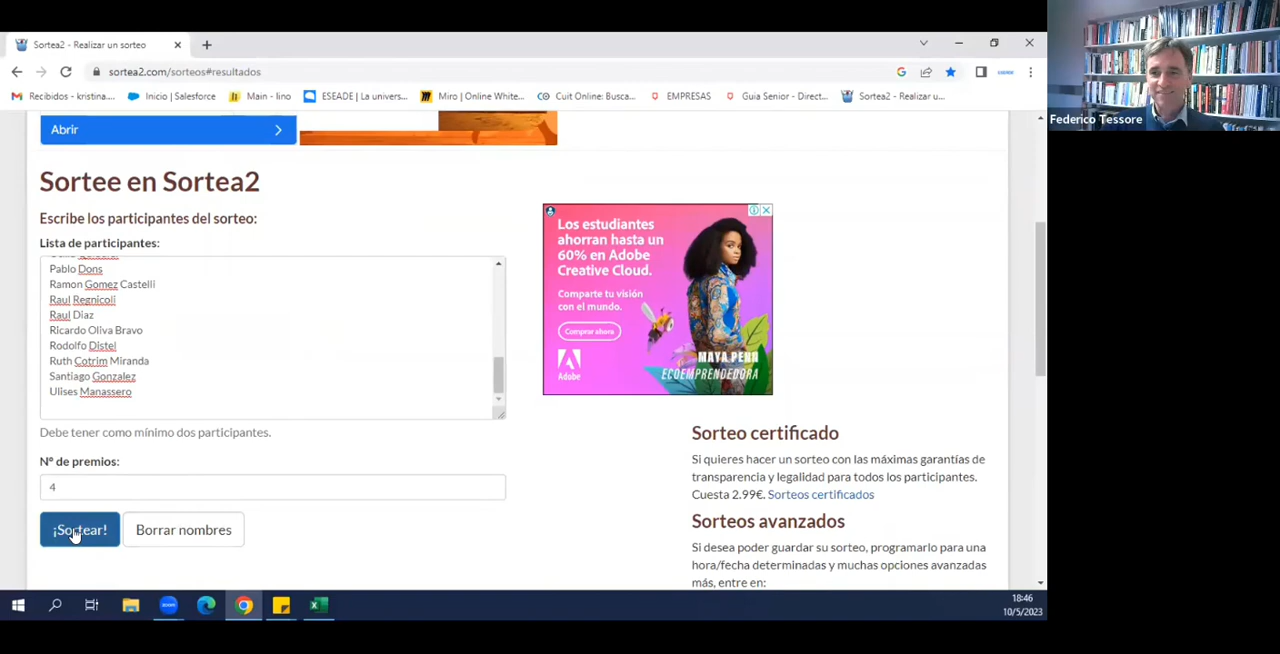 Sortea2 - Realizar un sorteo
sortea2.com/sorteos#resultados
Recibidos - kristina....
Inicio | Salesforce
Main - lino
ESEADE | La univers...
Miro | Online White...
Cuit Online: Busca...
EMPRESAS
Guia Senior - Direct...
Sortea2 - Realizar u...
Federico Tessore
Abrir
Sortee en Sortea2
Escribe los participantes del sorteo:
Lista de participantes:
Pablo Dons
Ramon Gomez Castelli
Raul Regnicoli
Raul Diaz
Ricardo Oliva Bravo
Rodolfo Distel
Ruth Cotrim Miranda
Santiago Gonzalez
Ulises Manassero
Debe tener como mínimo dos participantes.
Nº de premios:
4
¡Sortear!
Borrar nombres
Los estudiantes
ahorran hasta un
60% en Adobe
Creative Cloud.
Comparte tu visión
con el mundo.
Comprar ahora
Adobe
MAYA PENN
ECOEMPRENDEDORA
Sorteo certificado
Si quieres hacer un sorteo con las máximas garantías de
transparencia y legalidad para todos los participantes.
Cuesta 2.99€. Sorteos certificados
Sorteos avanzados
Si desea poder guardar su sorteo, programarlo para una
hora/fecha determinadas y muchas opciones avanzadas
más, entre en:
zoom
18:46
10/5/2023